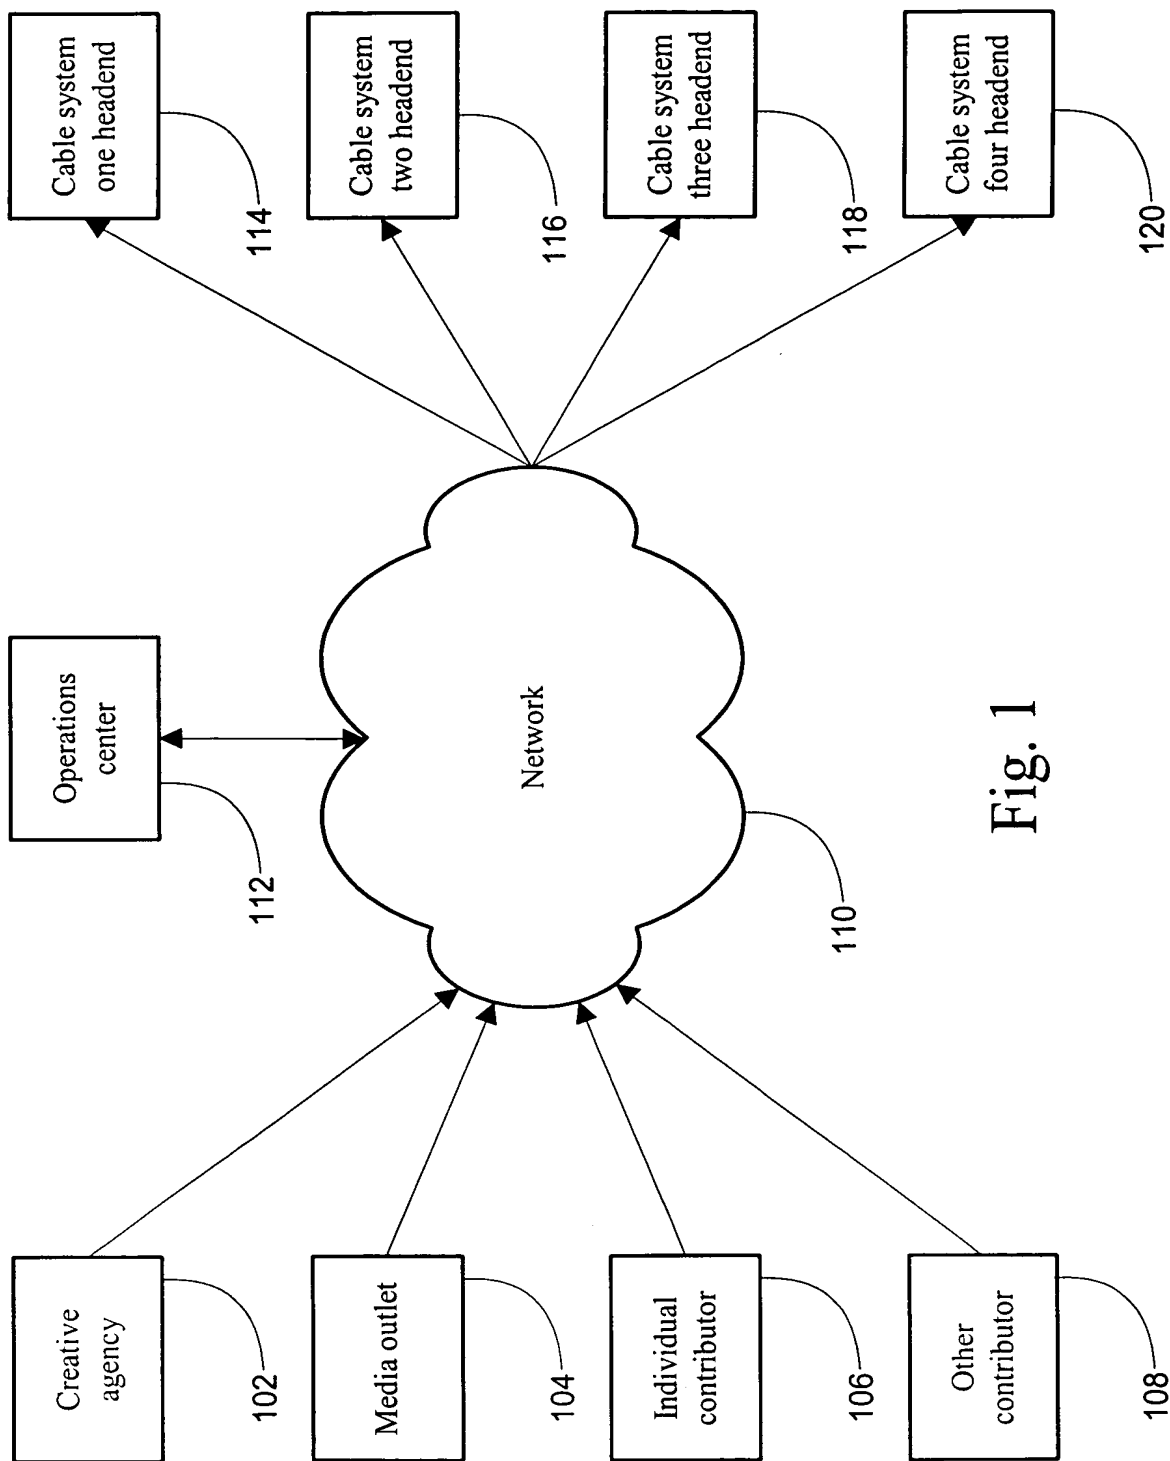 Creative
agency
102
Media outlet
104
Individual
contributor
106
Other
contributor
108
Operations
center
112
Network
110
Cable system
one headend
114
Cable system
two headend
116
Cable system
three headend
118
Cable system
four headend
120
Fig. 1